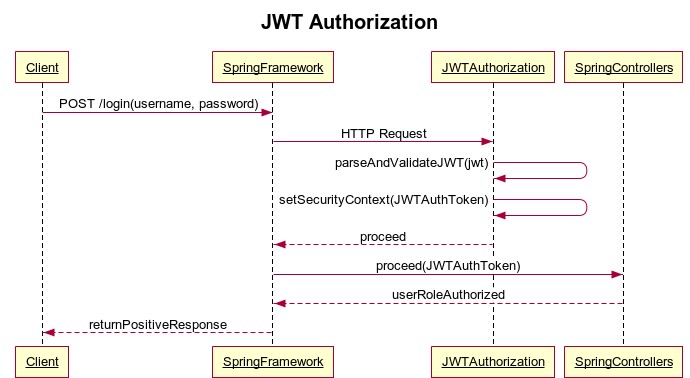 JWT Authorization
Client SpringFramework JWTAuthorization SpringControllers
POST /login(username, password)
HTTP Request
parseAndValidateJWT(jwt)
setSecurityContext(JWTAuthToken)
proceed
proceed(JWTAuthToken)
userRoleAuthorized
returnPositiveResponse
Client SpringFramework JWTAuthorization SpringControllers